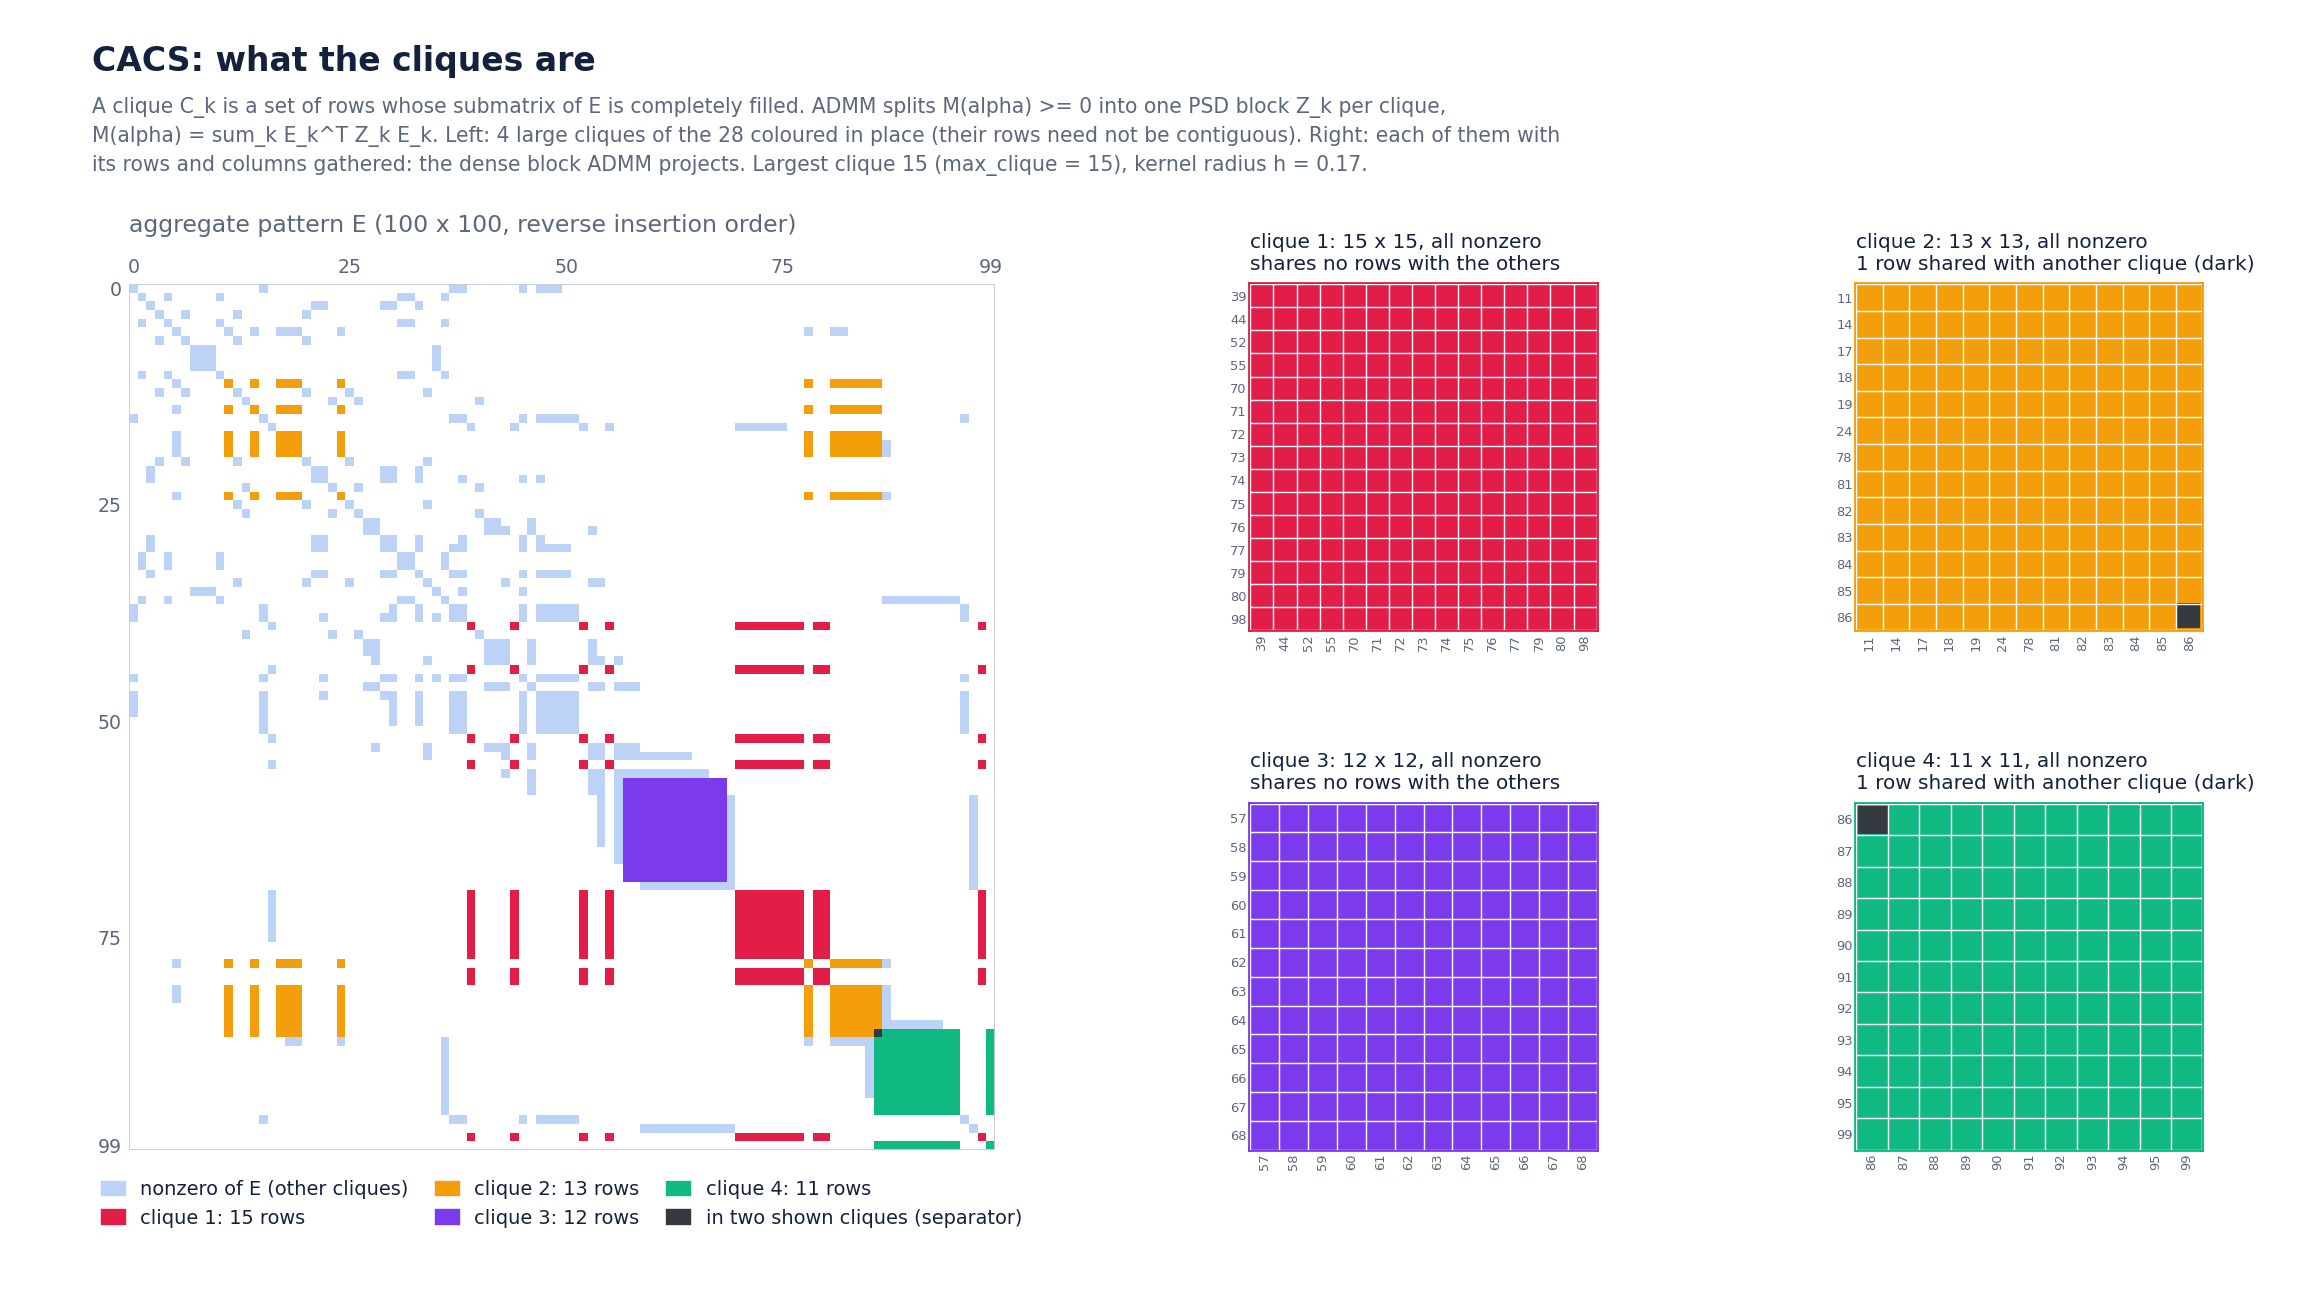 CACS: what the cliques are
A clique C_k is a set of rows whose submatrix of E is completely filled. ADMM splits M(alpha) >= 0 into one PSD block Z_k per clique,
M(alpha) = sum_k E_k^T Z_k E_k. Left: 4 large cliques of the 28 coloured in place (their rows need not be contiguous). Right: each of them with
its rows and columns gathered: the dense block ADMM projects. Largest clique 15 (max_clique = 15), kernel radius h = 0.17.
aggregate pattern E (100 x 100, reverse insertion order)
0 25 50 75 99
0
25
50
75
99
nonzero of E (other cliques)
clique 1: 15 rows
clique 2: 13 rows
clique 3: 12 rows
clique 4: 11 rows
in two shown cliques (separator)
clique 1: 15 x 15, all nonzero
shares no rows with the others
39
44
52
55
70
71
72
73
74
75
76
77
79
80
98
39 44 52 55 70 71 72 73 74 75 76 77 79 80 98
clique 2: 13 x 13, all nonzero
1 row shared with another clique (dark)
11
14
17
18
19
24
78
81
82
83
84
85
86
11 14 17 18 19 24 78 81 82 83 84 85 86
clique 3: 12 x 12, all nonzero
shares no rows with the others
57
58
59
60
61
62
63
64
65
66
67
68
57 58 59 60 61 62 63 64 65 66 67 68
clique 4: 11 x 11, all nonzero
1 row shared with another clique (dark)
86
87
88
89
90
91
92
93
94
95
99
86 87 88 89 90 91 92 93 94 95 99